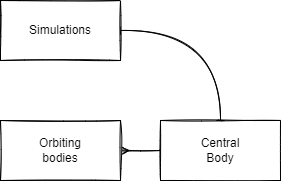 Simulations
Orbiting
bodies
Central
Body